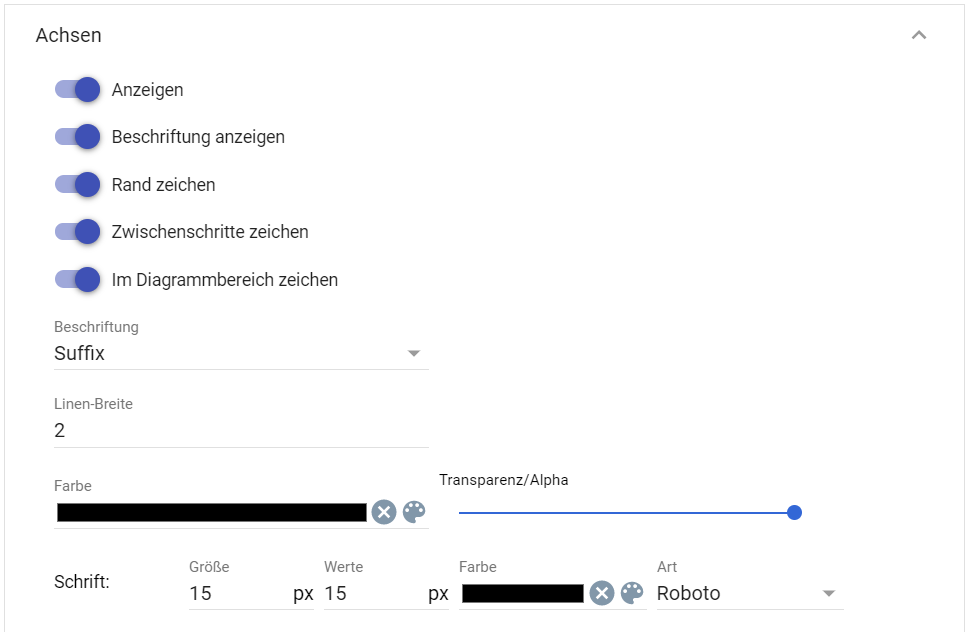 Achsen
Anzeigen
Beschriftung anzeigen
Rand zeichen
Zwischenschritte zeichen
Im Diagrammbereich zeichen
Beschriftung
Suffix
Linen-Breite
2
Farbe
Transparenz/Alpha
Schrift:
Größe
15 px
Werte
15 px
Farbe
Art
Roboto